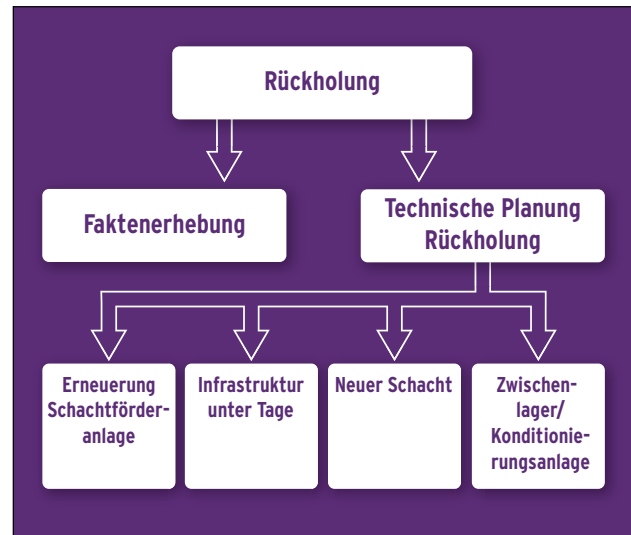 Rückholung
Faktenerhebung
Technische Planung
Rückholung
Erneuerung
Schachtförder-
anlage
Infrastruktur
unter Tage
Neuer Schacht
Zwischen-
lager/
Konditionie-
rungsanlage